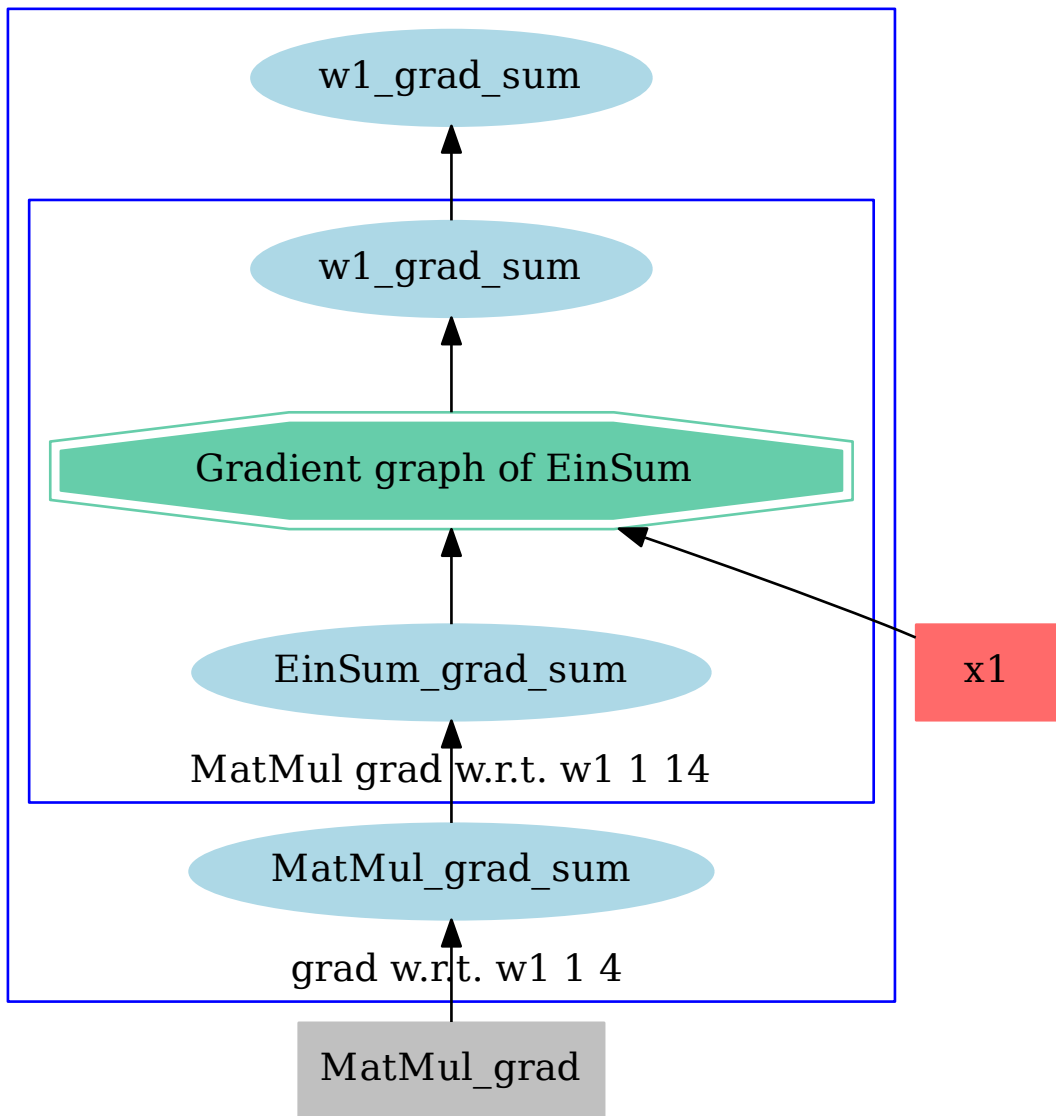 w1_grad_sum
w1_grad_sum
Gradient graph of EinSum
EinSum_grad_sum
x1
MatMul grad w.r.t. w1 1 14
MatMul_grad_sum
grad w.r.t. w1 1 4
MatMul_grad